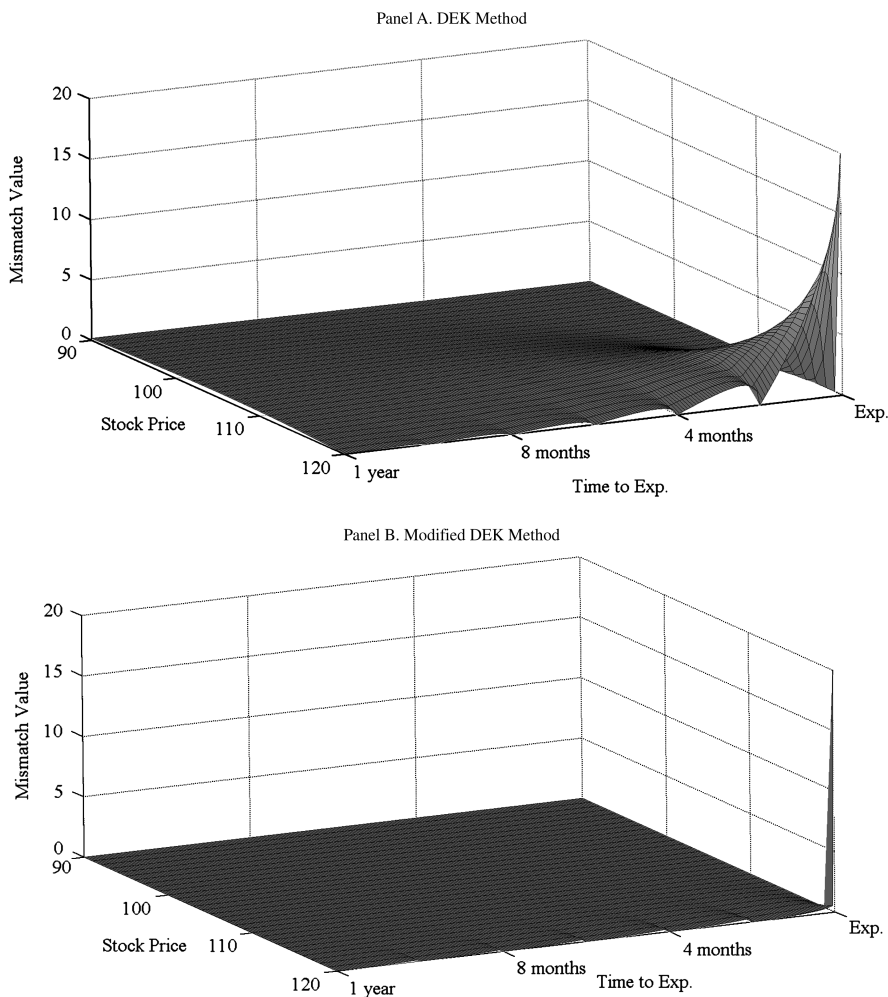 Panel A. DEK Method
20
15
10
5
0
Mismatch Value
90
100
110
120
Stock Price
1 year
8 months
4 months
Exp.
Time to Exp.
Panel B. Modified DEK Method
20
15
10
5
0
Mismatch Value
90
100
110
120
Stock Price
1 year
8 months
4 months
Exp.
Time to Exp.